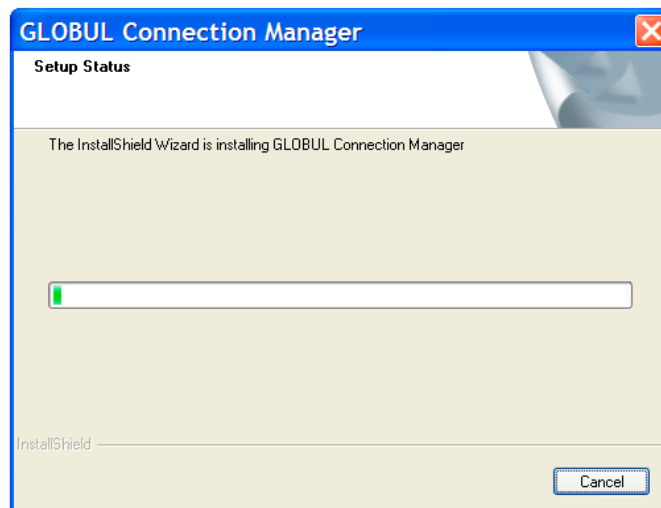 GLOBUL Connection Manager
Setup Status
The InstallShield Wizard is installing GLOBUL Connection Manager
InstallShield
Cancel